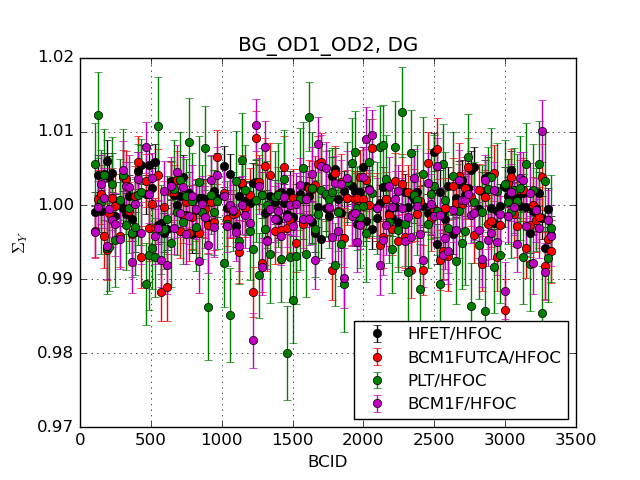 BG_OD1_OD2, DG
1.02
1.01
1.00
0.99
0.98
0.97
Σ_Y
0
500
1000
1500
2000
2500
3000
3500
BCID
HFET/HFOC
BCM1FUTCA/HFOC
PLT/HFOC
BCM1F/HFOC